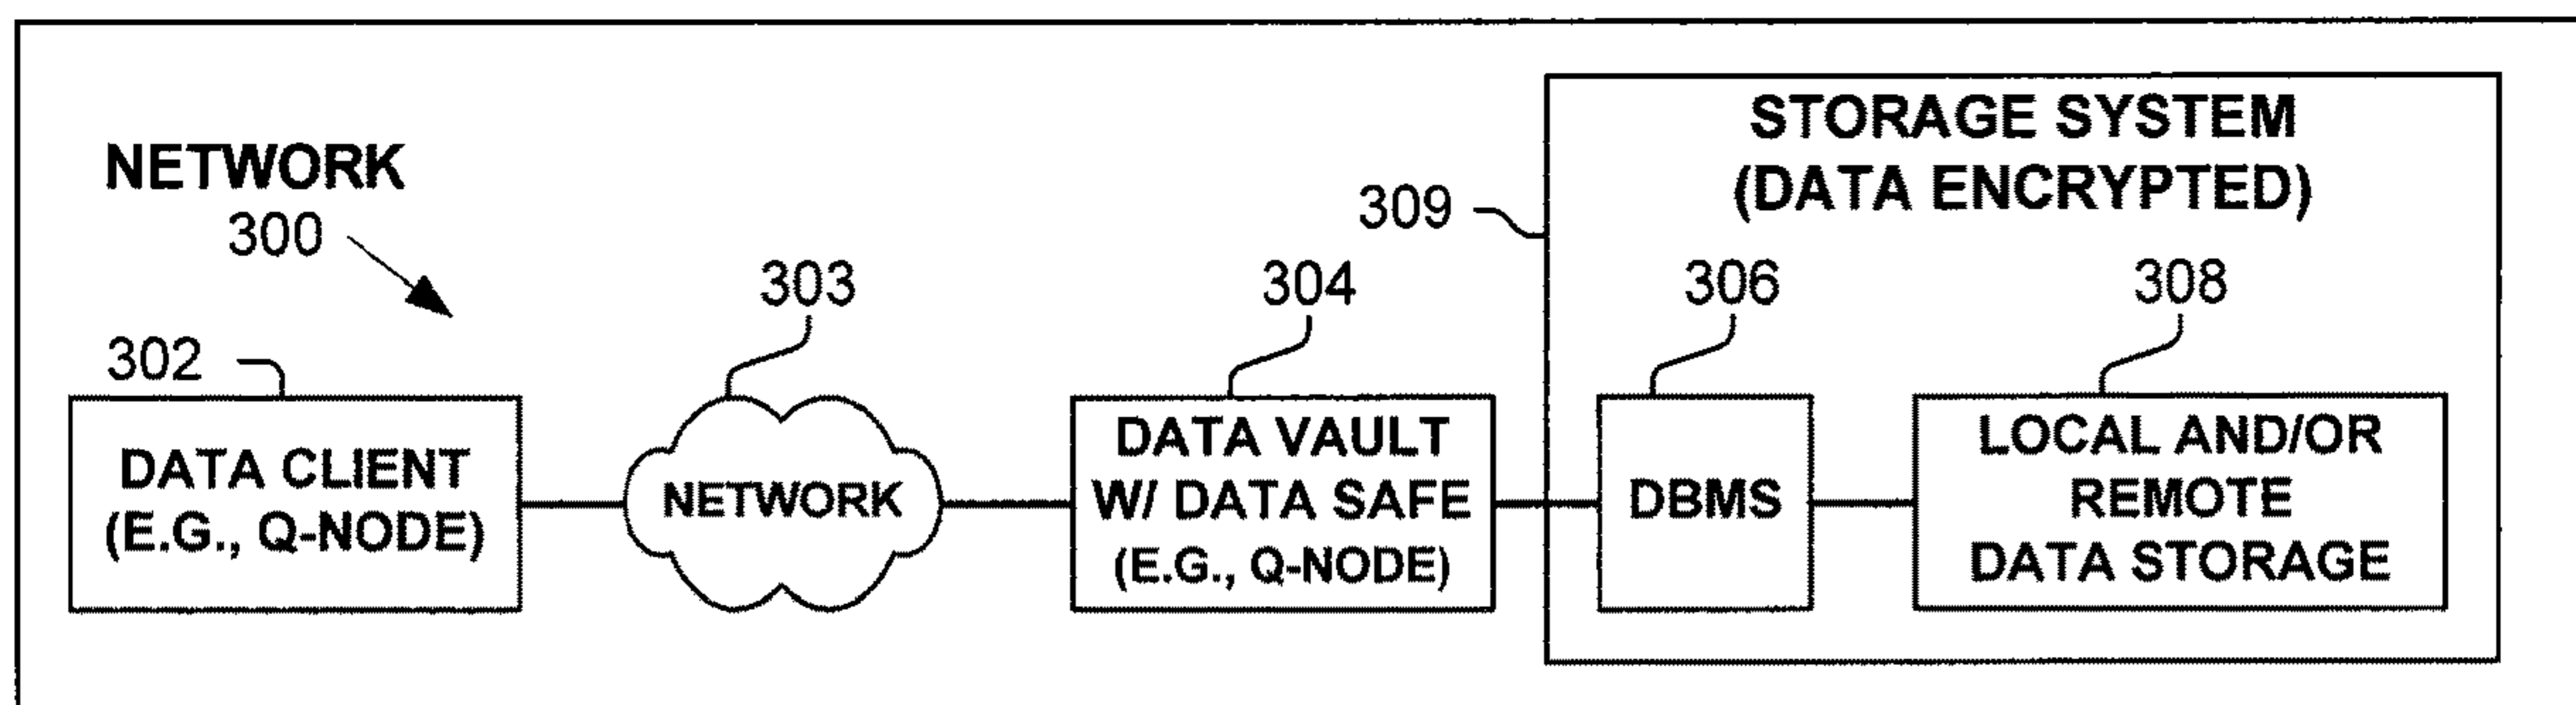 NETWORK
300
302
DATA CLIENT
(E.G., Q-NODE)
303
NETWORK
304
DATA VAULT
W/ DATA SAFE
(E.G., Q-NODE)
309
STORAGE SYSTEM
(DATA ENCRYPTED)
306
DBMS
308
LOCAL AND/OR
REMOTE
DATA STORAGE